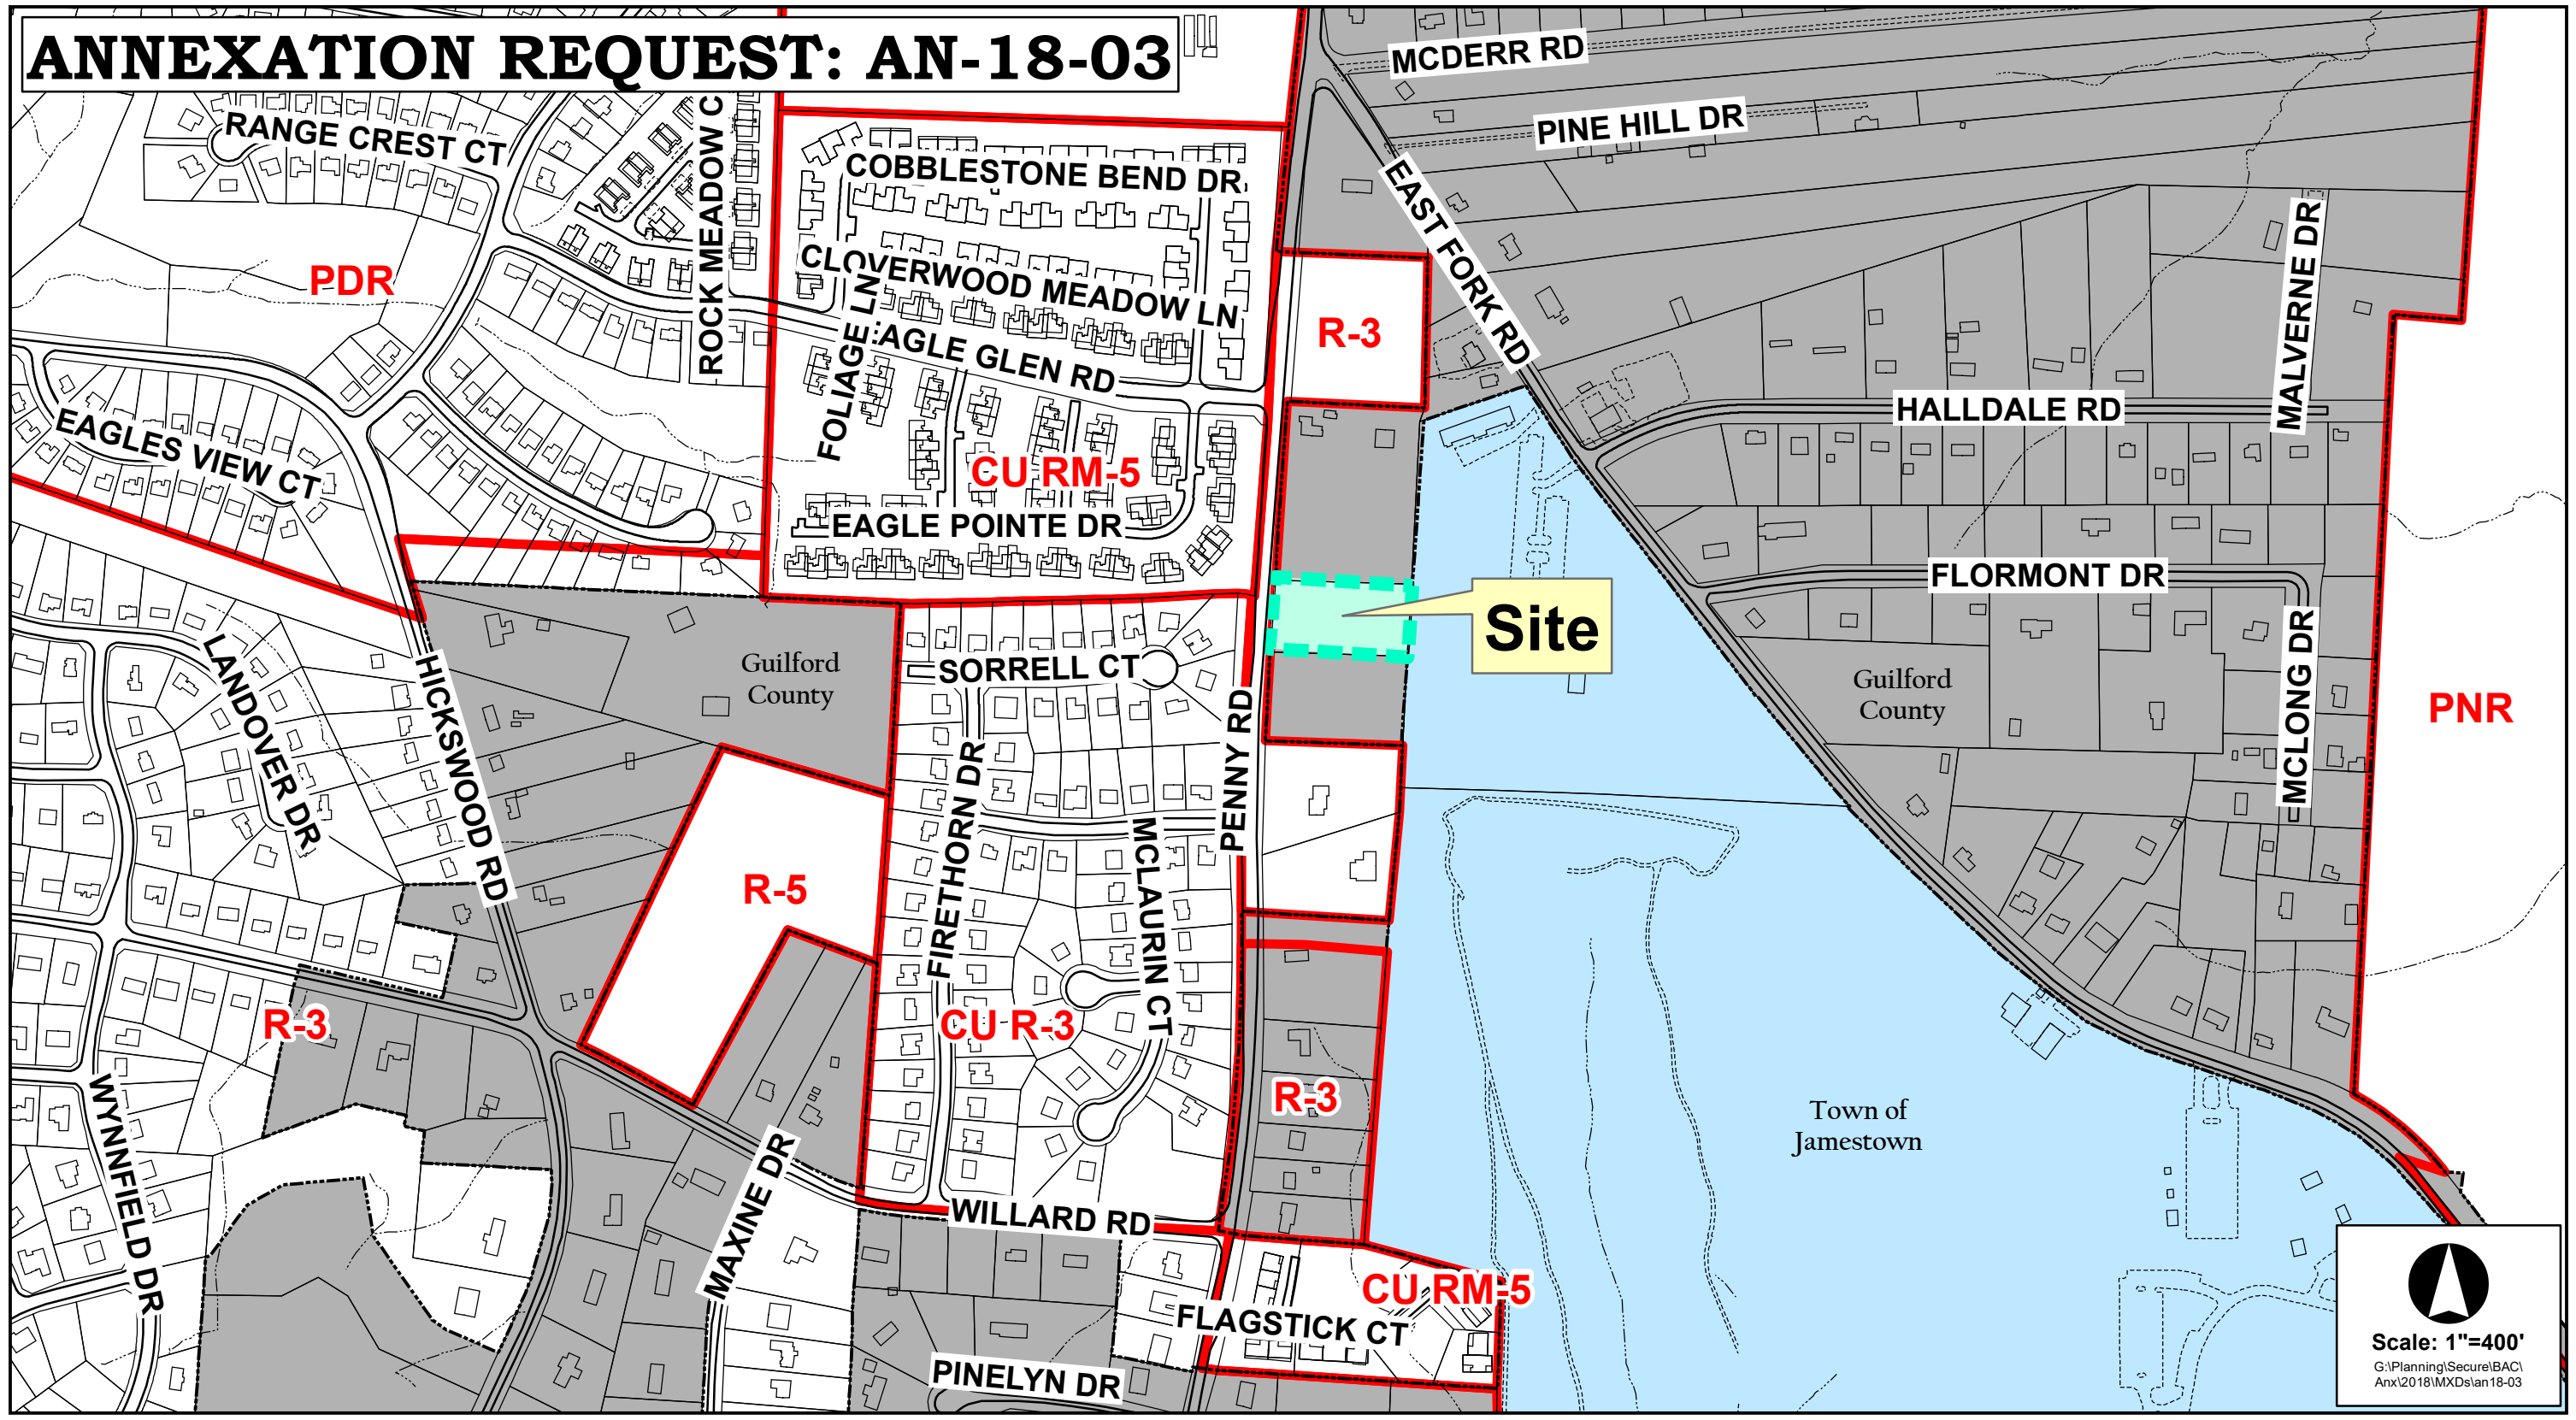 ANNEXATION REQUEST: AN-18-03
MCDERR RD
PINE HILL DR
RANGE CREST CT
ROCK MEADOW C
COBBLESTONE BEND DR
EAST FORK RD
MALVERNE DR
PDR
CLOVERWOOD MEADOW LN
FOLIAGE LN
EAGLE GLEN RD
R-3
HALLDALE RD
EAGLES VIEW CT
CU RM-5
EAGLE POINTE DR
FLORMONT DR
Site
LANDOVER DR
HICKSWOOD RD
Guilford
County
SORRELL CT
PENNY RD
Guilford
County
MCLONG DR
PNR
FIRETHORN DR
MCLAURIN CT
R-5
R-3
CU R-3
R-3
Town of
Jamestown
WYNNFIELD DR
MAXINE DR
WILLARD RD
CU RM-5
FLAGSTICK CT
PINELYN DR
Scale: 1"=400'
G:\Planning\Secure\BAC\
Anx\2018\MXDs\an18-03